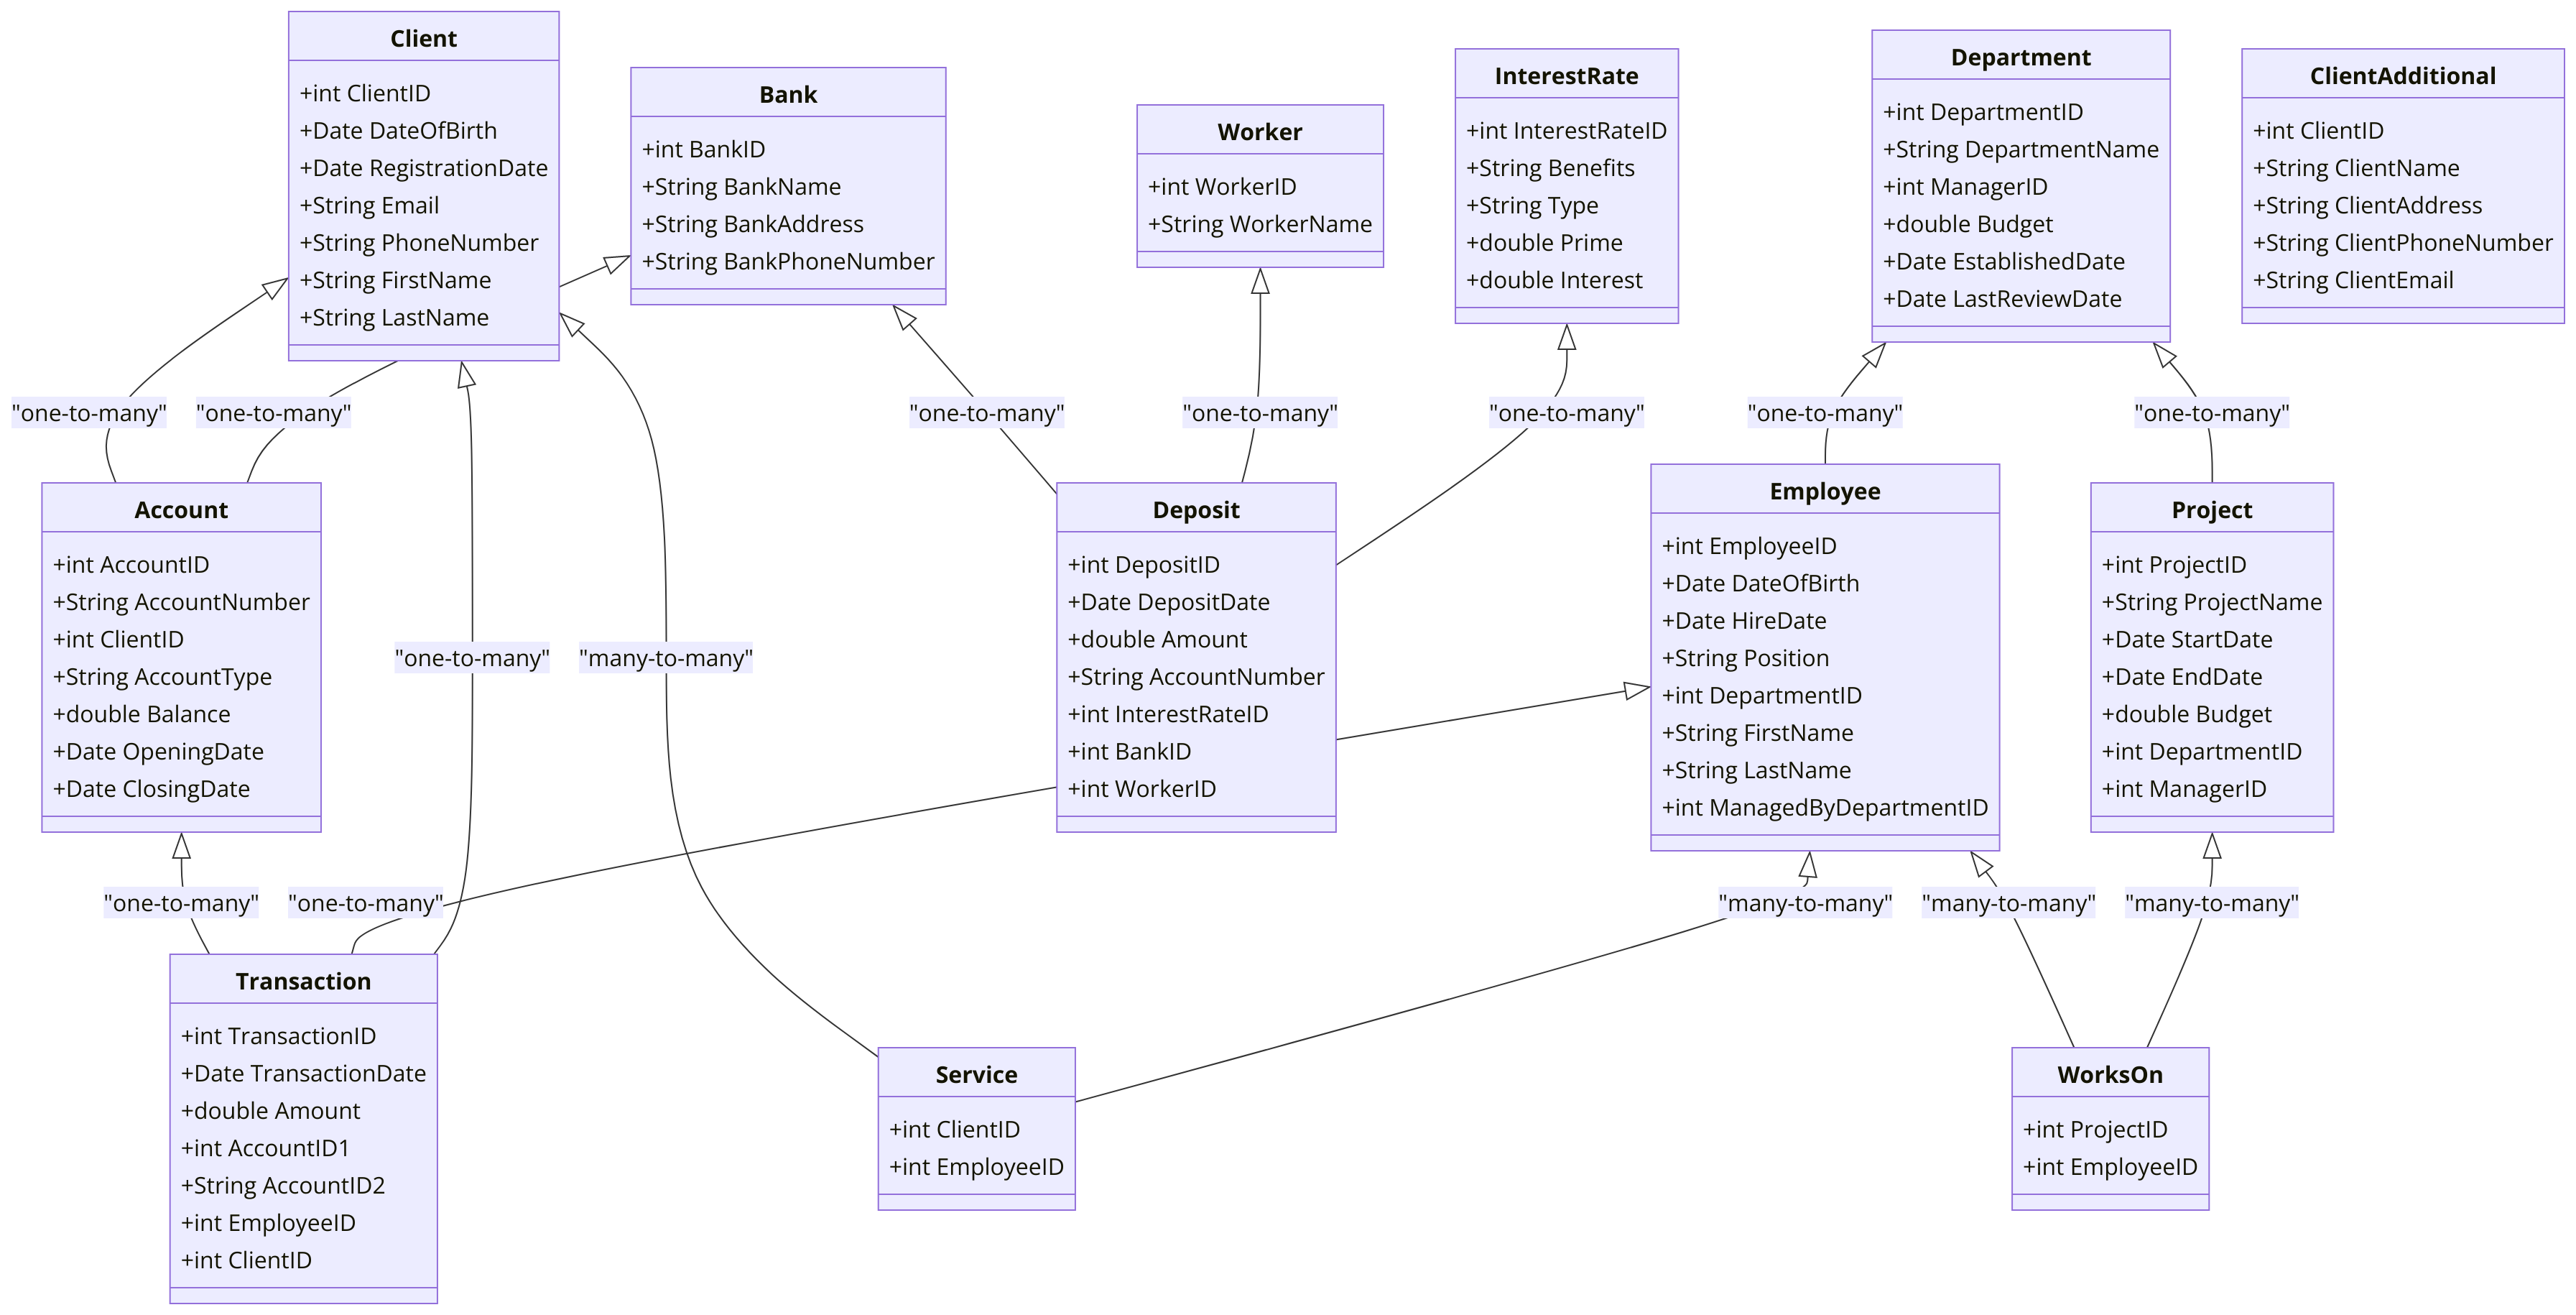 Client
+int ClientID
+Date DateOfBirth
+Date RegistrationDate
+String Email
+String PhoneNumber
+String FirstName
+String LastName
Bank
+int BankID
+String BankName
+String BankAddress
+String BankPhoneNumber
Worker
+int WorkerID
+String WorkerName
InterestRate
+int InterestRateID
+String Benefits
+String Type
+double Prime
+double Interest
Department
+int DepartmentID
+String DepartmentName
+int ManagerID
+double Budget
+Date EstablishedDate
+Date LastReviewDate
ClientAdditional
+int ClientID
+String ClientName
+String ClientAddress
+String ClientPhoneNumber
+String ClientEmail
"one-to-many"
"one-to-many"
"one-to-many"
"one-to-many"
"one-to-many"
"one-to-many"
"one-to-many"
Account
+int AccountID
+String AccountNumber
+int ClientID
+String AccountType
+double Balance
+Date OpeningDate
+Date ClosingDate
"one-to-many"
"many-to-many"
Deposit
+int DepositID
+Date DepositDate
+double Amount
+String AccountNumber
+int InterestRateID
+int BankID
+int WorkerID
Employee
+int EmployeeID
+Date DateOfBirth
+Date HireDate
+String Position
+int DepartmentID
+String FirstName
+String LastName
+int ManagedByDepartmentID
Project
+int ProjectID
+String ProjectName
+Date StartDate
+Date EndDate
+double Budget
+int DepartmentID
+int ManagerID
"one-to-many"
"one-to-many"
"many-to-many"
"many-to-many"
"many-to-many"
Transaction
+int TransactionID
+Date TransactionDate
+double Amount
+int AccountID1
+String AccountID2
+int EmployeeID
+int ClientID
Service
+int ClientID
+int EmployeeID
WorksOn
+int ProjectID
+int EmployeeID